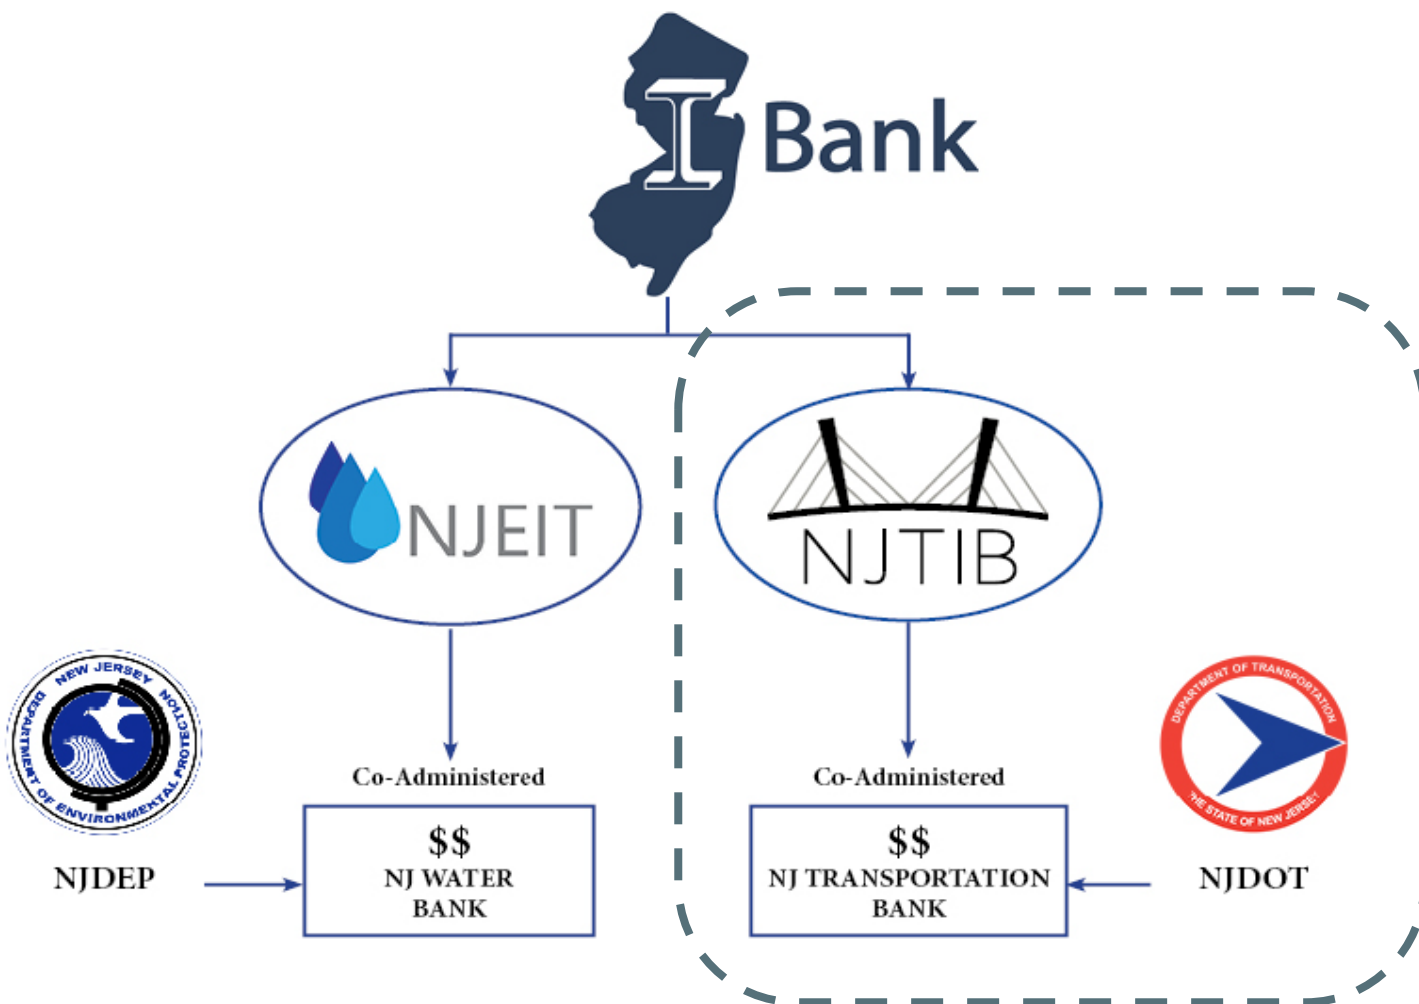 I Bank
NJEIT
NJTIB
NEW JERSEY
DEPARTMENT OF ENVIRONMENTAL PROTECTION
DEPARTMENT OF TRANSPORTATION
THE STATE OF NEW JERSEY
Co-Administered
Co-Administered
NJDEP
$$
NJ WATER
BANK
$$
NJ TRANSPORTATION
BANK
NJDOT